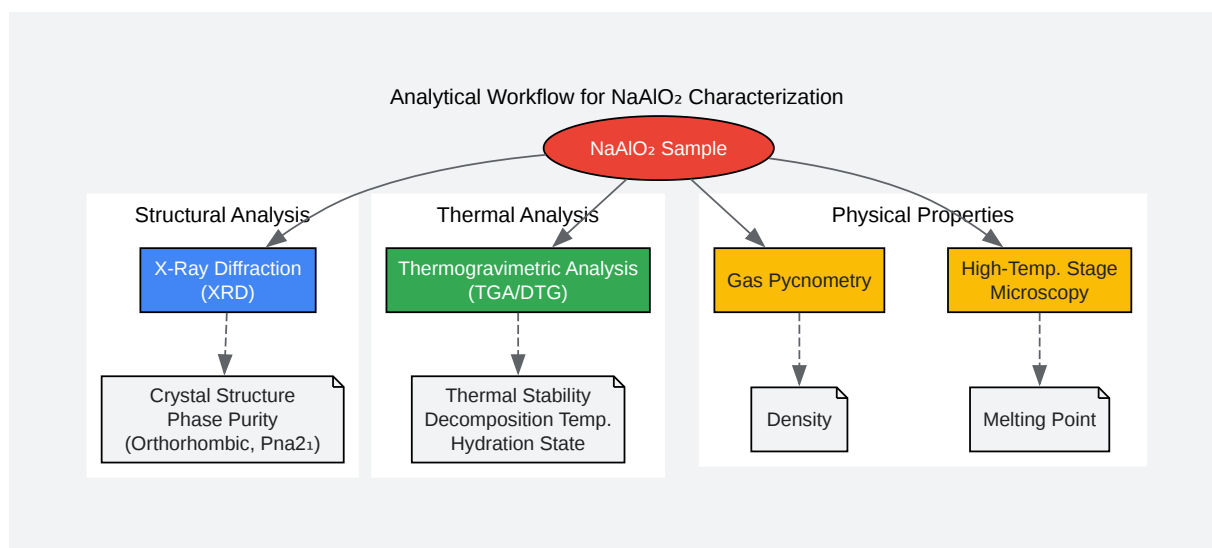 Analytical Workflow for NaAlO₂ Characterization
NaAlO₂ Sample
Structural Analysis
Thermal Analysis
Physical Properties
X-Ray Diffraction
(XRD)
Thermogravimetric Analysis
(TGA/DTG)
Gas Pycnometry
High-Temp. Stage
Microscopy
Crystal Structure
Phase Purity
(Orthorhombic, Pna2₁)
Thermal Stability
Decomposition Temp.
Hydration State
Density
Melting Point